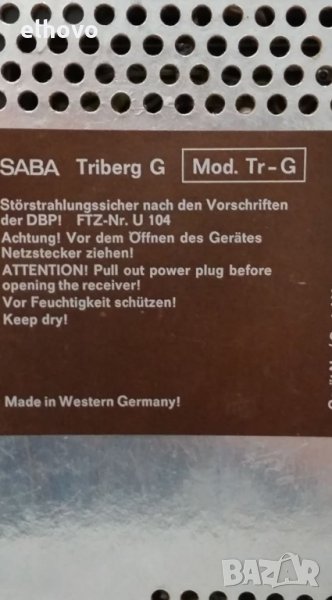 ethovo
SABA Triberg G Mod. Tr-G
Störstrahlungssicher nach den Vorschriften
der DBP! FTZ-Nr. U 104
Achtung! Vor dem Öffnen des Gerätes
Netzstecker ziehen!
ATTENTION! Pull out power plug before
opening the receiver!
Vor Feuchtigkeit schützen!
Keep dry!
Made in Western Germany!
BAZAR